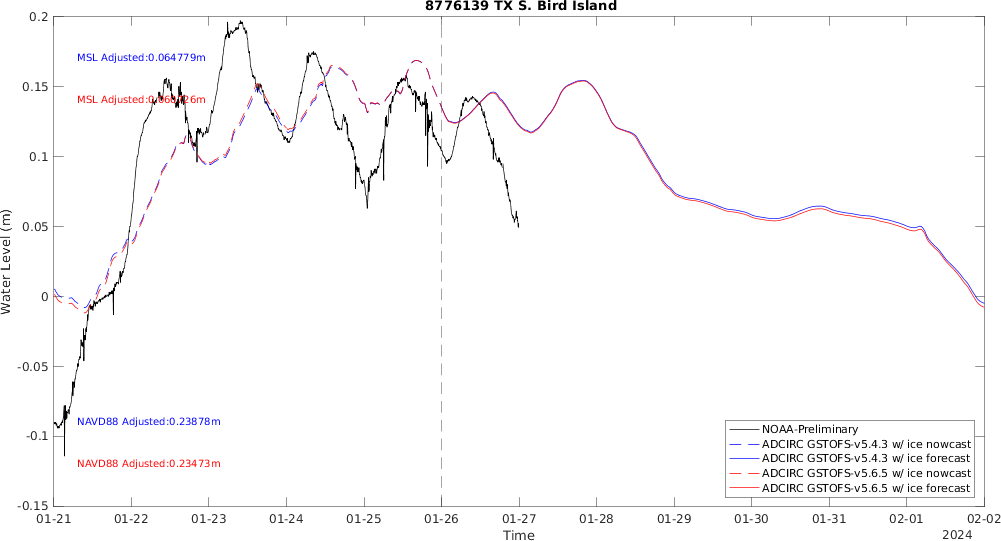 8776139 TX S. Bird Island
0.2
0.15
0.1
0.05
0
-0.05
-0.1
-0.15
Water Level (m)
MSL Adjusted:0.064779m
MSL Adjusted:
NAVD88 Adjusted:0.23878m
NAVD88 Adjusted:0.23473m
NOAA-Preliminary
ADCIRC GSTOFS-v5.4.3 w/ ice nowcast
ADCIRC GSTOFS-v5.4.3 w/ ice forecast
ADCIRC GSTOFS-v5.6.5 w/ ice nowcast
ADCIRC GSTOFS-v5.6.5 w/ ice forecast
01-21 01-22 01-23 01-24 01-25 01-26 01-27 01-28 01-29 01-30 01-31 02-01 02-02
Time
2024